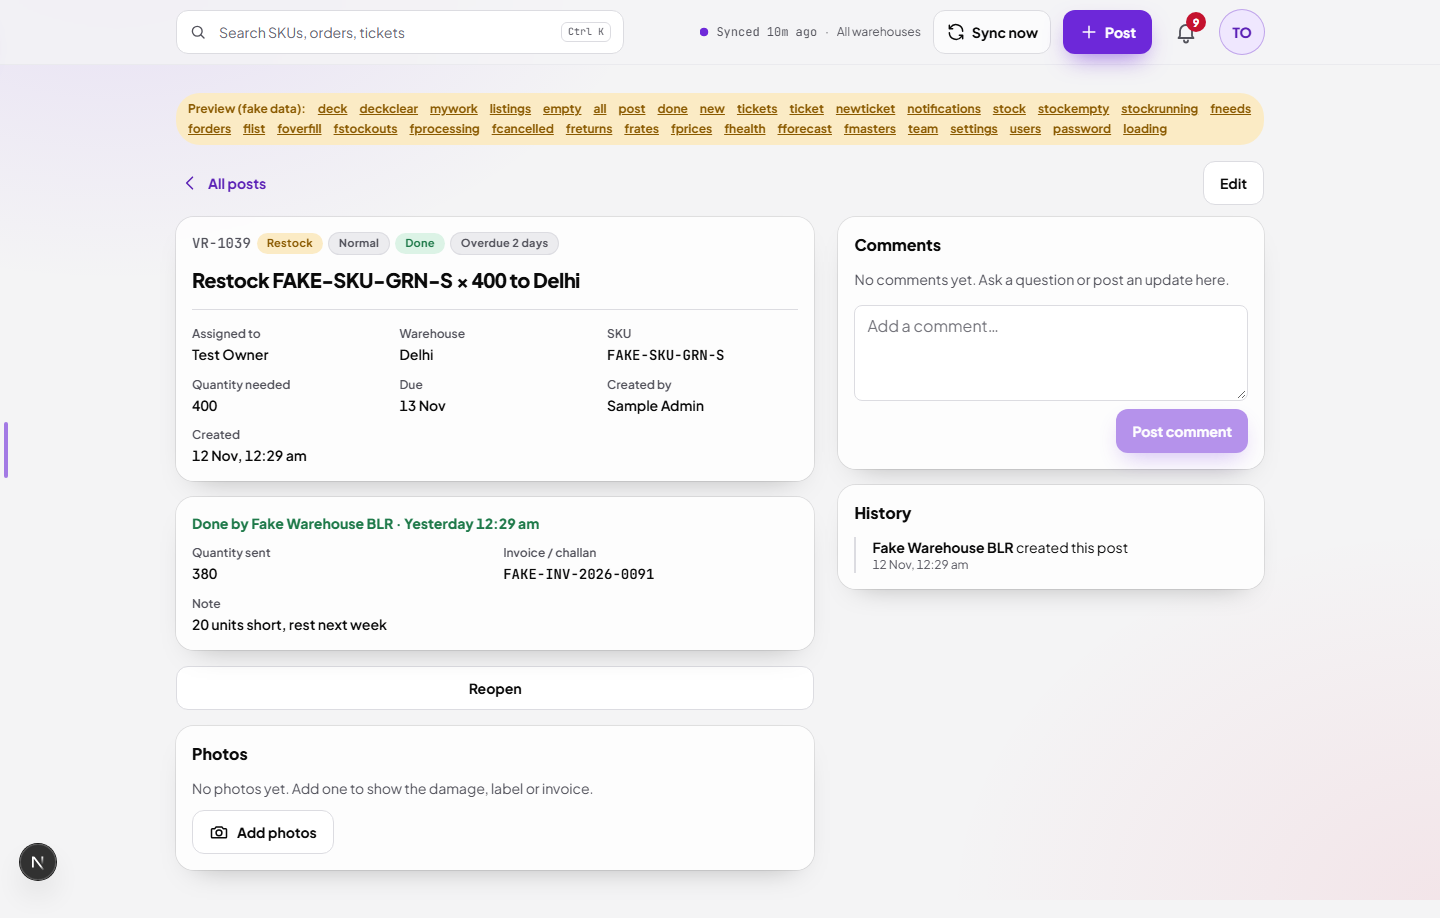 Search SKUs, orders, tickets
Ctrl K
Synced 10m ago · All warehouses
Sync now
Post
9
TO
Preview (fake data): deck deckclear mywork listings empty all post done new tickets ticket newticket notifications stock stockempty stockrunning fneeds
forders flist foverfill fstockouts fprocessing fcancelled freturns frates fprices fhealth fforecast fmasters team settings users password loading
All posts
Edit
VR-1039 Restock Normal Done Overdue 2 days
Restock FAKE-SKU-GRN-S × 400 to Delhi
Assigned to Warehouse SKU
Test Owner Delhi FAKE-SKU-GRN-S
Quantity needed Due Created by
400 13 Nov Sample Admin
Created
12 Nov, 12:29 am
Done by Fake Warehouse BLR · Yesterday 12:29 am
Quantity sent Invoice / challan
380 FAKE-INV-2026-0091
Note
20 units short, rest next week
Reopen
Photos
No photos yet. Add one to show the damage, label or invoice.
Add photos
Comments
No comments yet. Ask a question or post an update here.
Add a comment...
Post comment
History
Fake Warehouse BLR created this post
12 Nov, 12:29 am
N